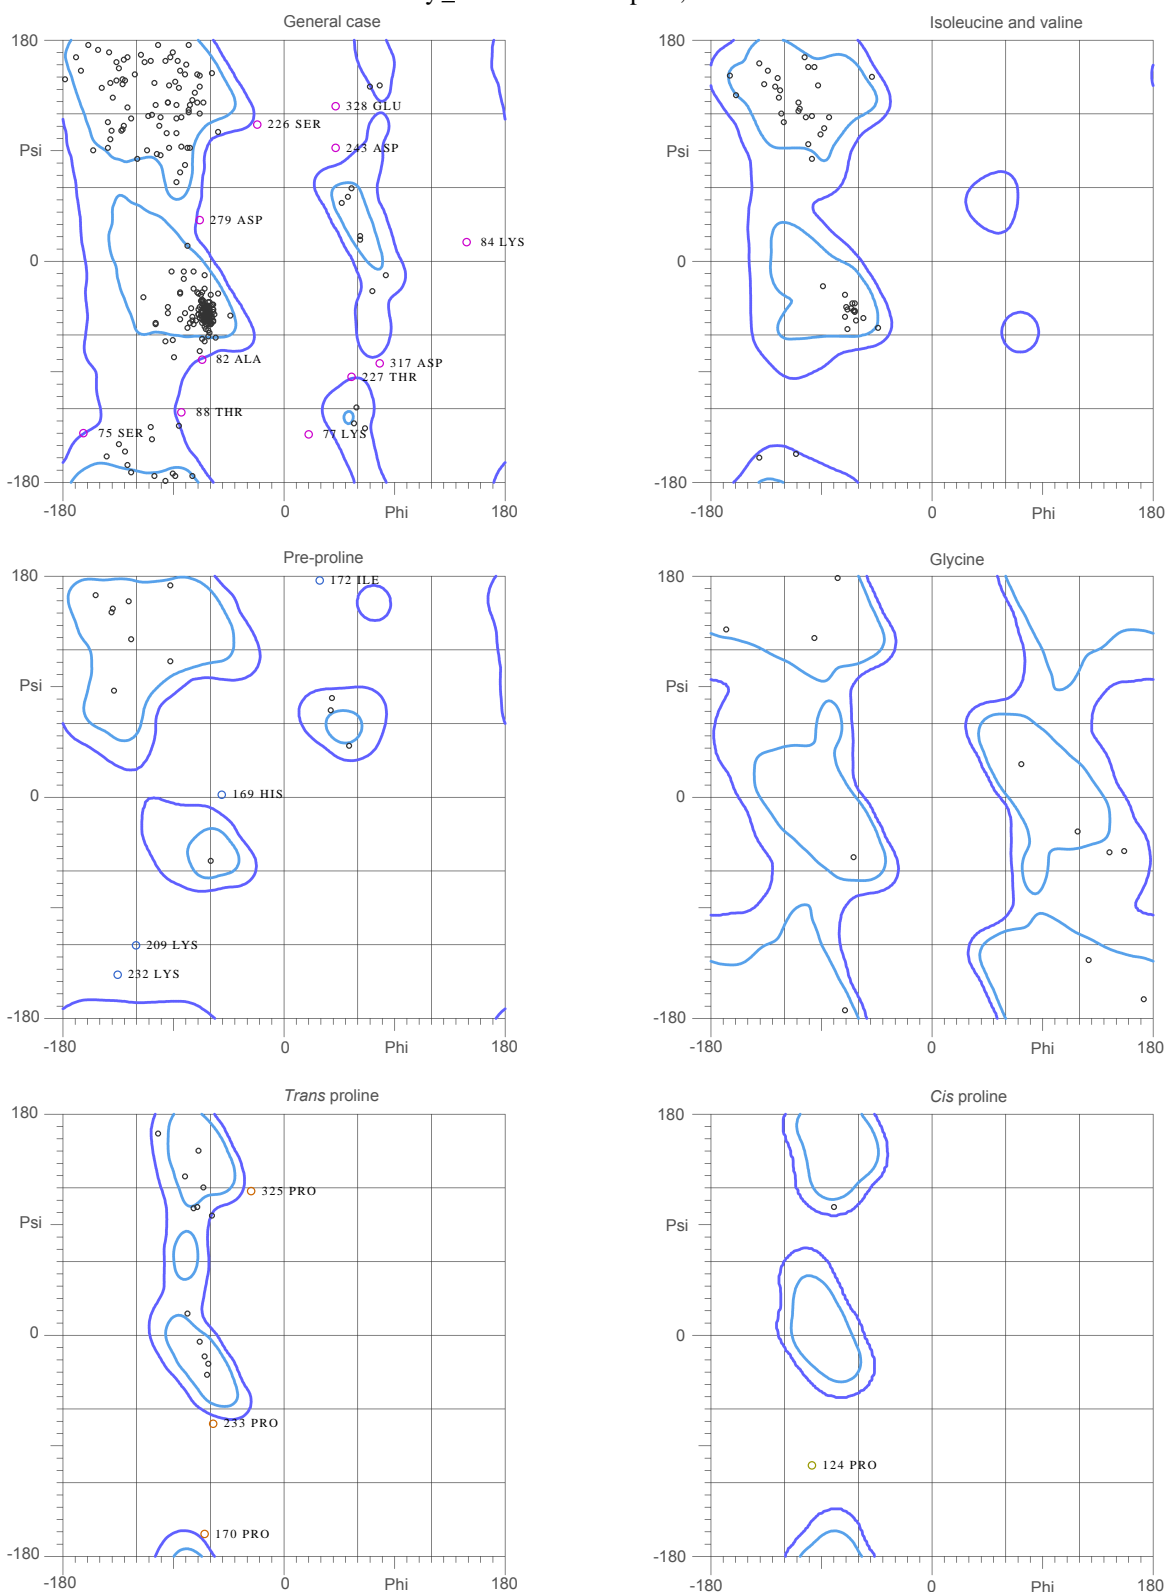 General case
Isoleucine and valine
180
180
328 GLU
226 SER
243 ASP
Psi
Psi
279 ASP
84 LYS
0
0
82 ALA
317 ASP
227 THR
88 THR
75 SER
77 LYS
-180
-180
-180 0 Phi 180
-180 0 Phi 180
Pre-proline
Glycine
180
180
172 ILE
Psi
Psi
169 HIS
0
0
209 LYS
232 LYS
-180
-180
-180 0 Phi 180
-180 0 Phi 180
Trans proline
Cis proline
180
180
325 PRO
Psi
Psi
0
0
233 PRO
124 PRO
170 PRO
-180
-180
-180 0 Phi 180
-180 0 Phi 180